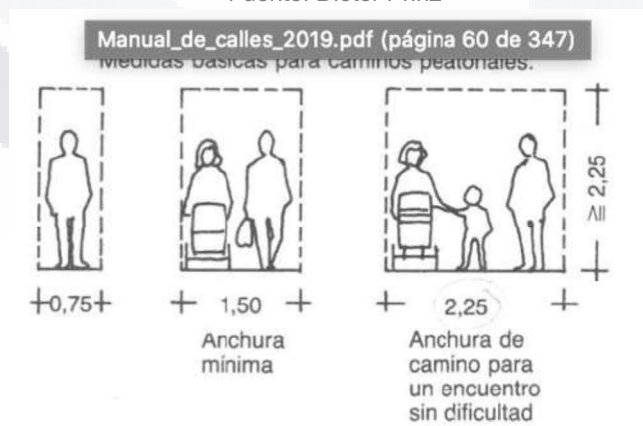 Manual_de_calles_2019.pdf (página 60 de 347)
Medidas básicas para caminos peatonales.
≧ 2,25
0,75
1,50
2,25
Anchura
mínima
Anchura de
camino para
un encuentro
sin dificultad